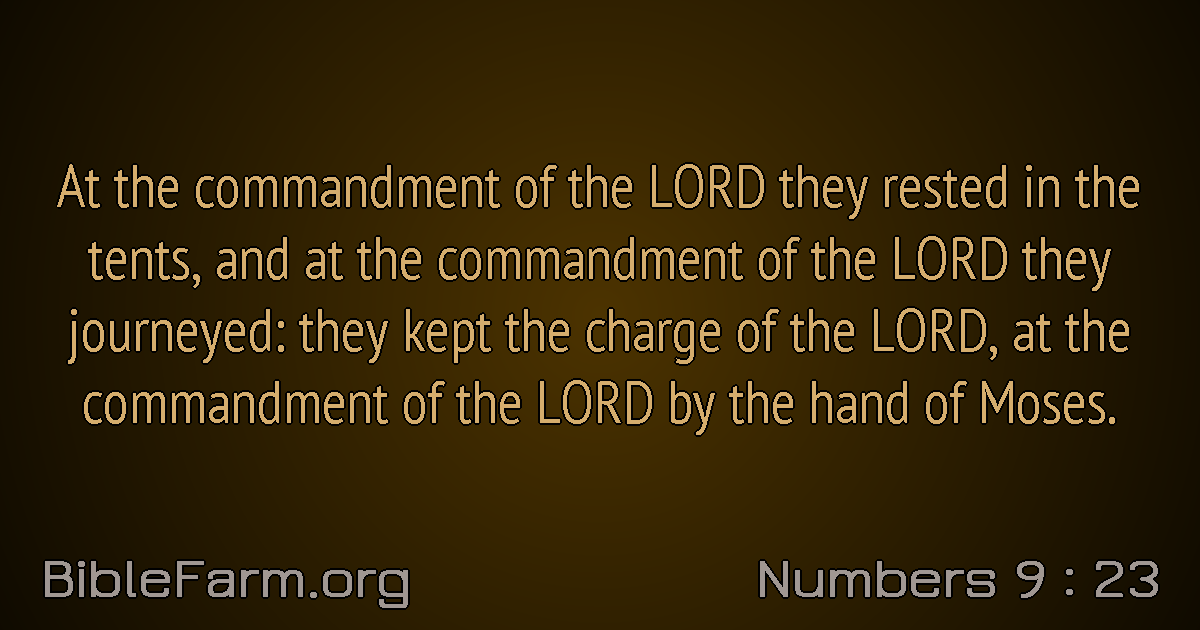 At the commandment of the LORD they rested in the
tents, and at the commandment of the LORD they
journeyed: they kept the charge of the LORD, at the
commandment of the LORD by the hand of Moses.
BibleFarm.org
Numbers 9 : 23